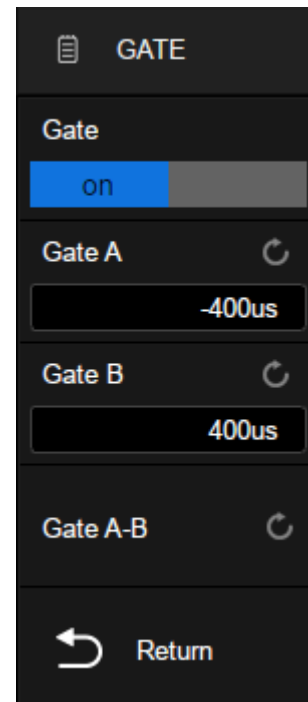 GATE
Gate
on
Gate A
-400us
Gate B
400us
Gate A-B
Return